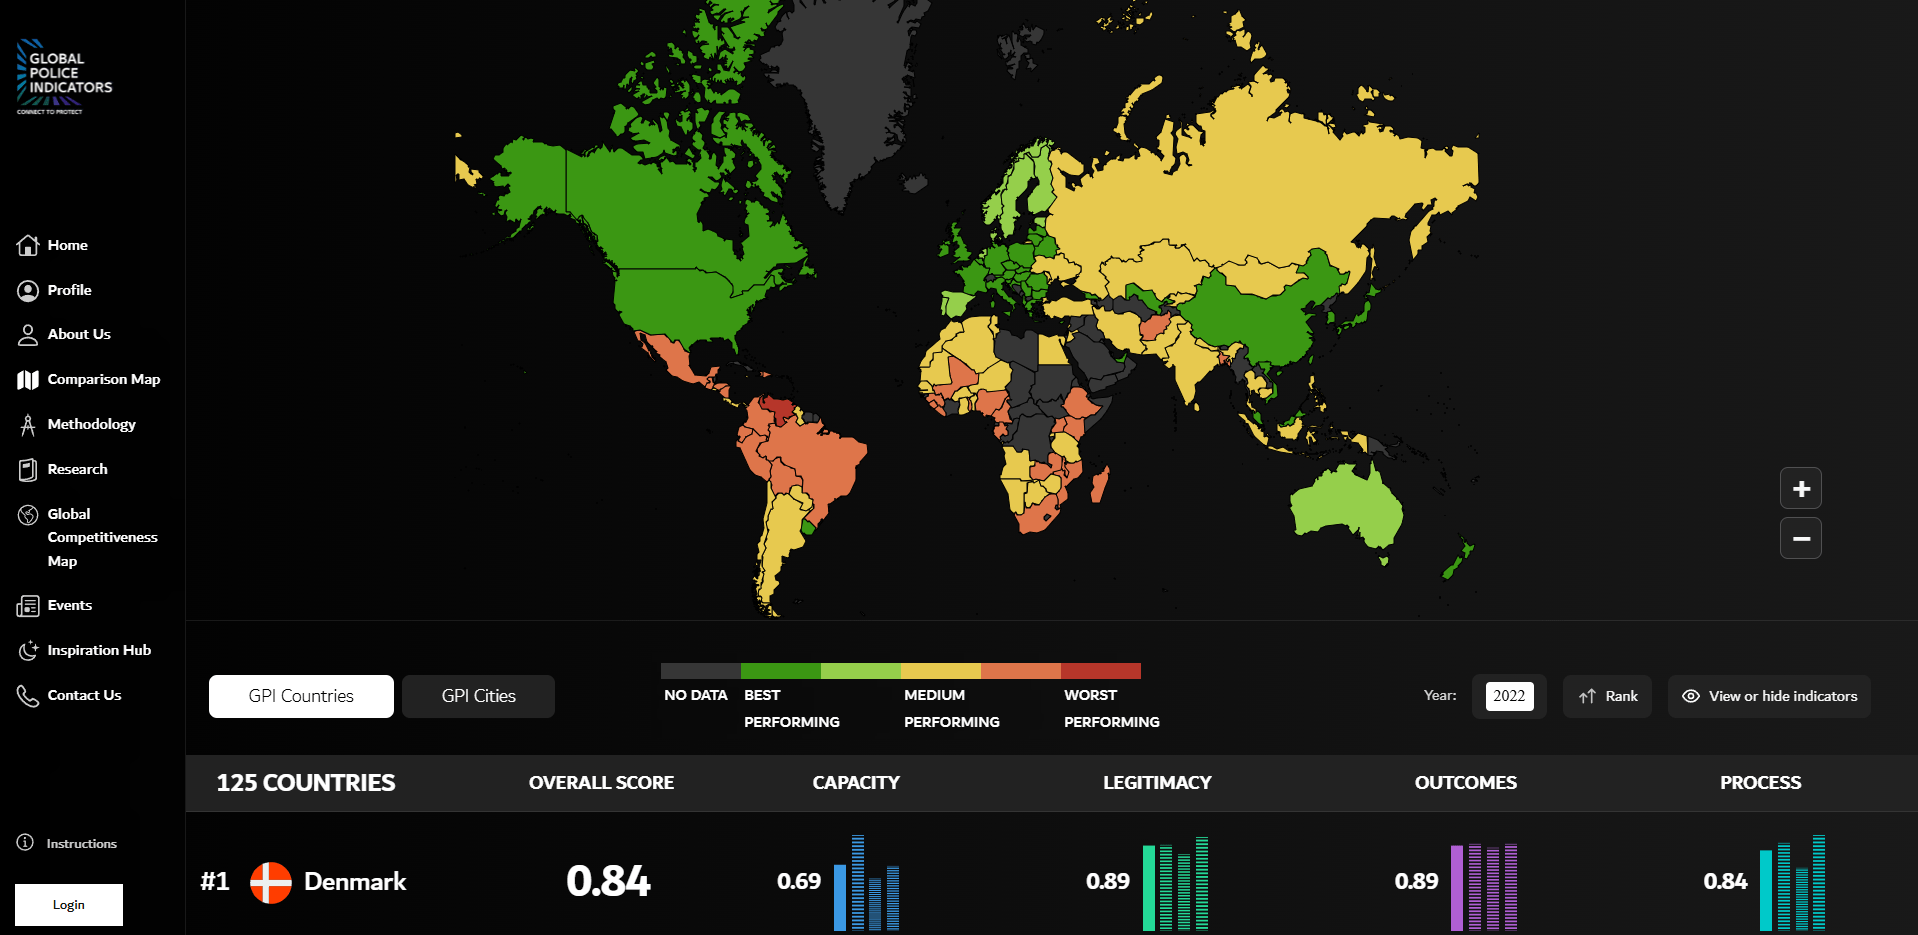 GLOBAL
POLICE
INDICATORS
CONNECT TO PROTECT
Home
Profile
About Us
Comparison Map
Methodology
Research
Global
Competitiveness
Map
Events
Inspiration Hub
Contact Us
Instructions
Login
GPI Countries
GPI Cities
NO DATA
BEST
PERFORMING
MEDIUM
PERFORMING
WORST
PERFORMING
Year:
2022
Rank
View or hide indicators
125 COUNTRIES
OVERALL SCORE
CAPACITY
LEGITIMACY
OUTCOMES
PROCESS
#1
Denmark
0.84
0.69
0.89
0.89
0.84